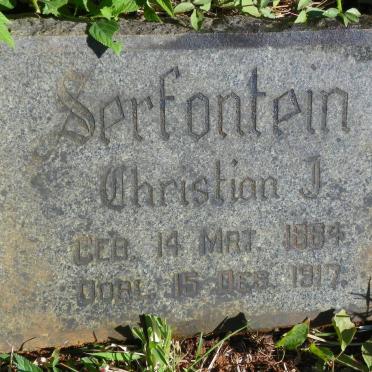 Serfontein
Christian J.
GEB. 14 MRT. 1884
OORL. 15 DES. 1917.